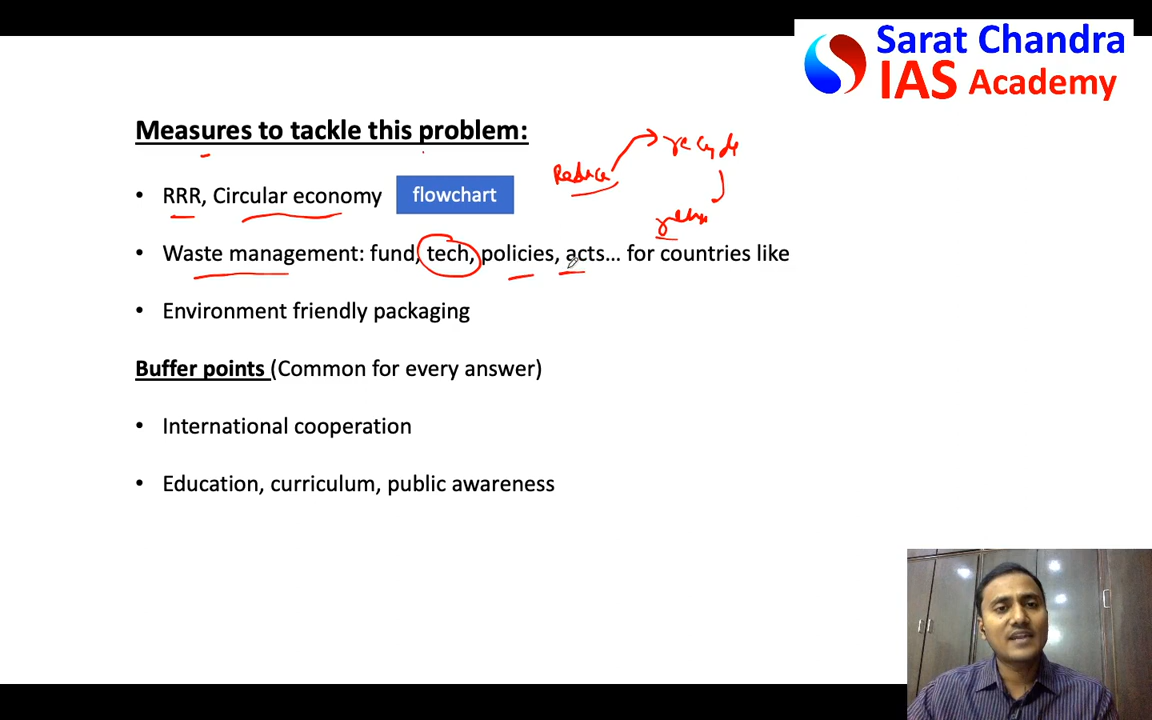 Sarat Chandra
IAS Academy
Measures to tackle this problem:
Reduce
recycle
• RRR, Circular economy
flowchart
• Waste management: fund, tech, policies, acts... for countries like
• Environment friendly packaging
Buffer points (Common for every answer)
• International cooperation
• Education, curriculum, public awareness